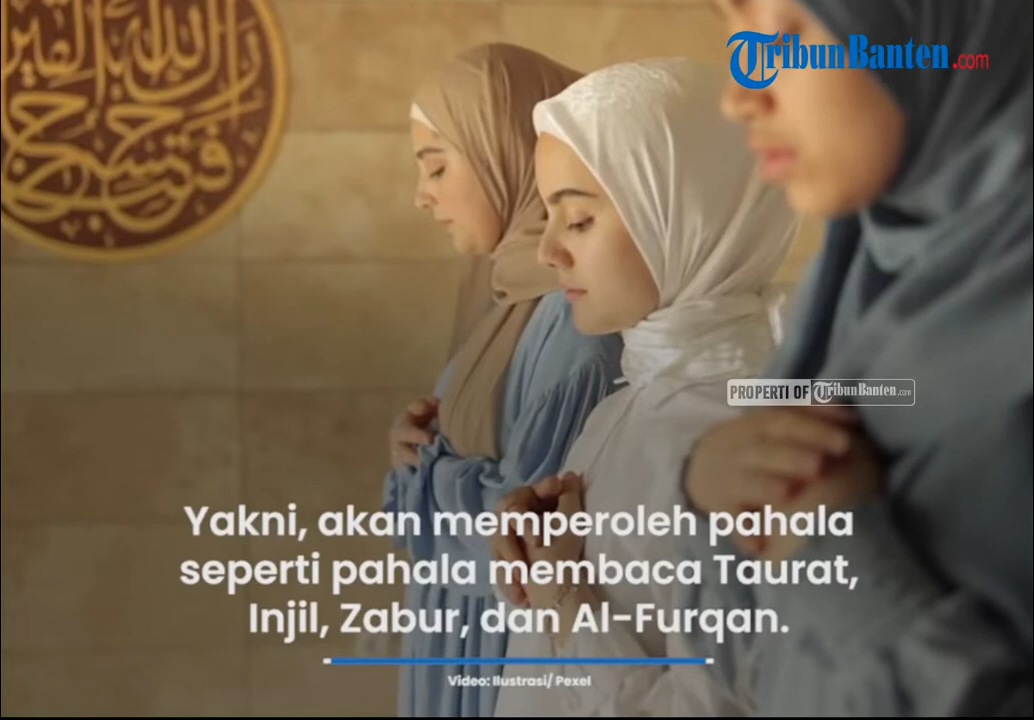 TribunBanten.com
PROPERTI OF TribunBanten.com
Yakni, akan memperoleh pahala
seperti pahala membaca Taurat,
Injil, Zabur, dan Al-Furqan.
Video: Ilustrasi/ Pexel